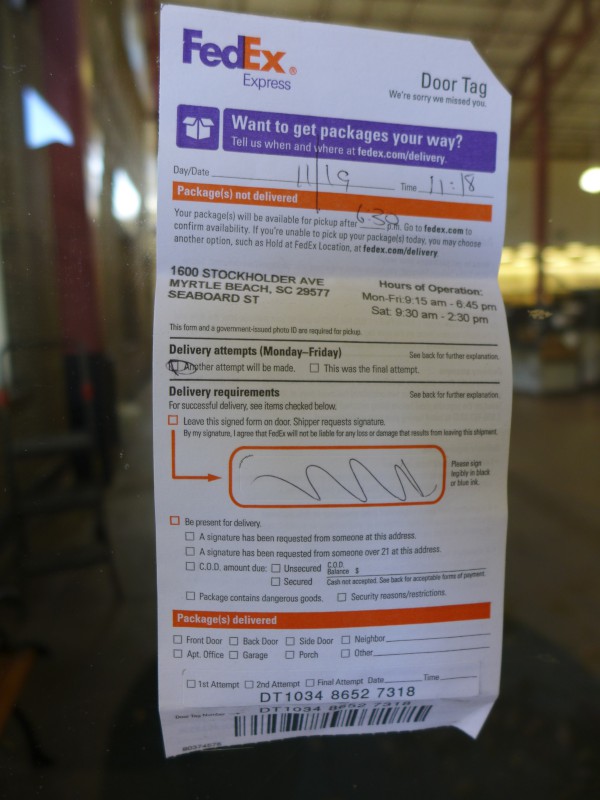 FedEx®
Express
Door Tag
We're sorry we missed you.
Want to get packages your way?
Tell us when and where at fedex.com/delivery.
Day/Date 11/19 Time 11:18
Package(s) not delivered
Your package(s) will be available for pickup after 6:30 p.m. Go to fedex.com to
confirm availability. If you're unable to pick up your package(s) today, you may choose
another option, such as Hold at FedEx Location, at fedex.com/delivery
1600 STOCKHOLDER AVE
MYRTLE BEACH, SC 29577
SEABOARD ST
Hours of Operation:
Mon-Fri:9:15 am - 6:45 pm
Sat: 9:30 am - 2:30 pm
This form and a government-issued photo ID are required for pickup.
Delivery attempts (Monday–Friday) See back for further explanation.
Another attempt will be made. This was the final attempt.
Delivery requirements See back for further explanation.
For successful delivery, see items checked below.
Leave this signed form on door. Shipper requests signature.
By my signature, I agree that FedEx will not be liable for any loss or damage that results from leaving this shipment.
Please sign
legibly in black
or blue ink.
Be present for delivery.
A signature has been requested from someone at this address.
A signature has been requested from someone over 21 at this address.
C.O.D. amount due: Unsecured C.O.D. Balance $
Secured Cash not accepted. See back for acceptable forms of payment.
Package contains dangerous goods. Security reasons/restrictions.
Package(s) delivered
Front Door Back Door Side Door Neighbor
Apt. Office Garage Porch Other
1st Attempt 2nd Attempt Final Attempt Date Time
DT1034 8652 7318
Door Tag Number
DT1034 8652 7318